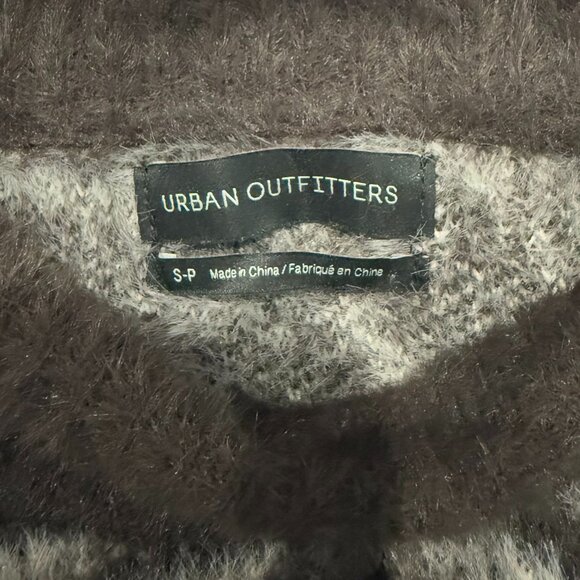 URBAN OUTFITTERS
S-P Made in China / Fabriqué en Chine